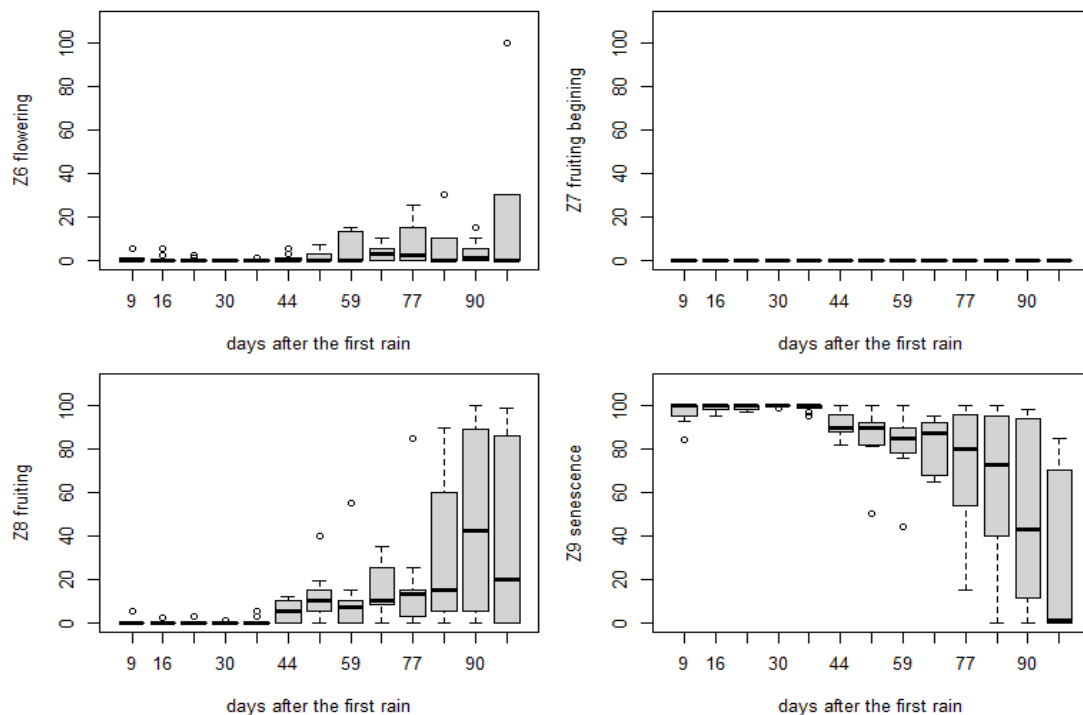 Z6 flowering
100
80
60
40
20
0
9 16 30 44 59 77 90
days after the first rain
Z7 fruiting begining
100
80
60
40
20
0
9 16 30 44 59 77 90
days after the first rain
Z8 fruiting
100
80
60
40
20
0
9 16 30 44 59 77 90
days after the first rain
Z9 senescence
100
80
60
40
20
0
9 16 30 44 59 77 90
days after the first rain